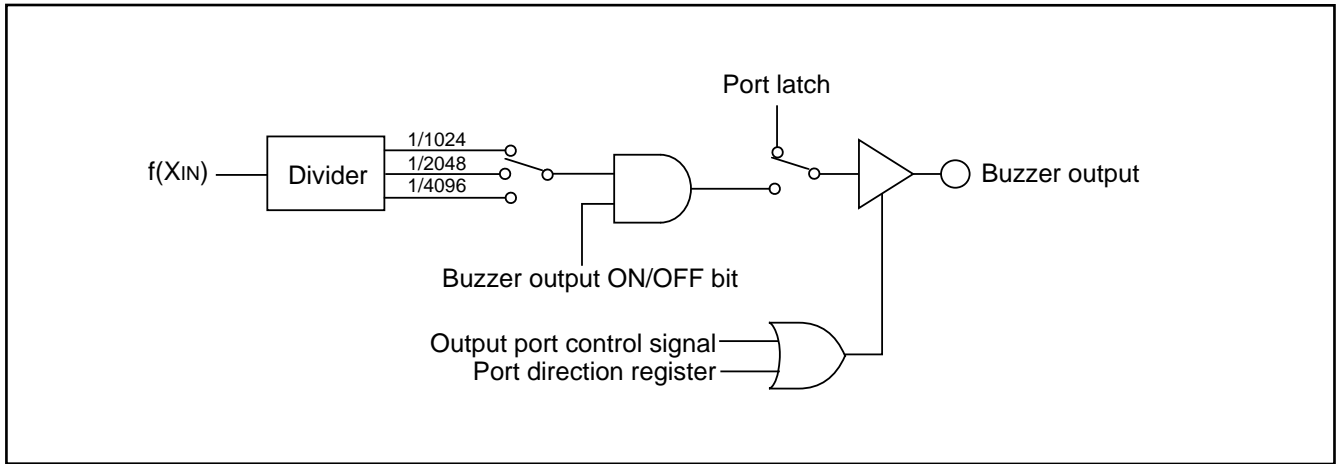 Port latch
1/1024
1/2048
1/4096
f(XIN)
Divider
Buzzer output
Buzzer output ON/OFF bit
Output port control signal
Port direction register